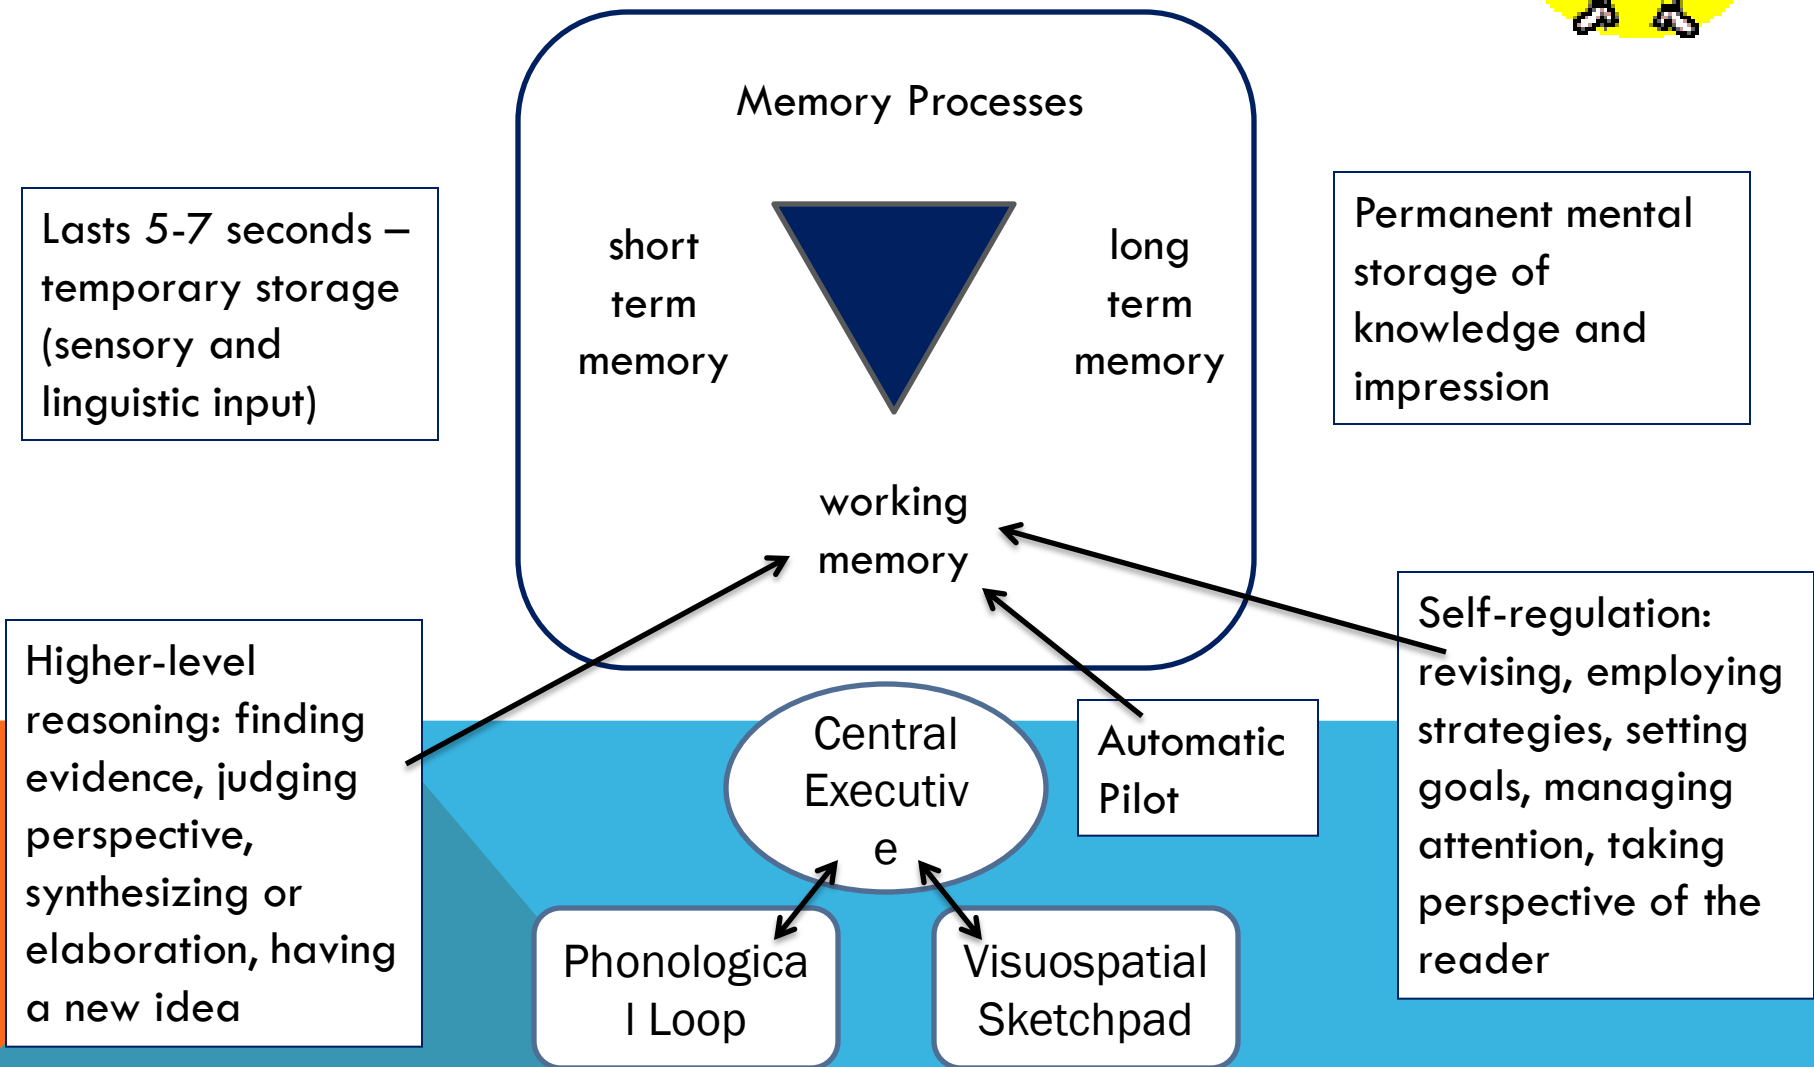 Memory Processes
Lasts 5-7 seconds –
temporary storage
(sensory and
linguistic input)
short
term
memory
long
term
memory
Permanent mental
storage of
knowledge and
impression
working
memory
Higher-level
reasoning: finding
evidence, judging
perspective,
synthesizing or
elaboration, having
a new idea
Central
Executiv
e
Automatic
Pilot
Self-regulation:
revising, employing
strategies, setting
goals, managing
attention, taking
perspective of the
reader
Phonologica
l Loop
Visuospatial
Sketchpad